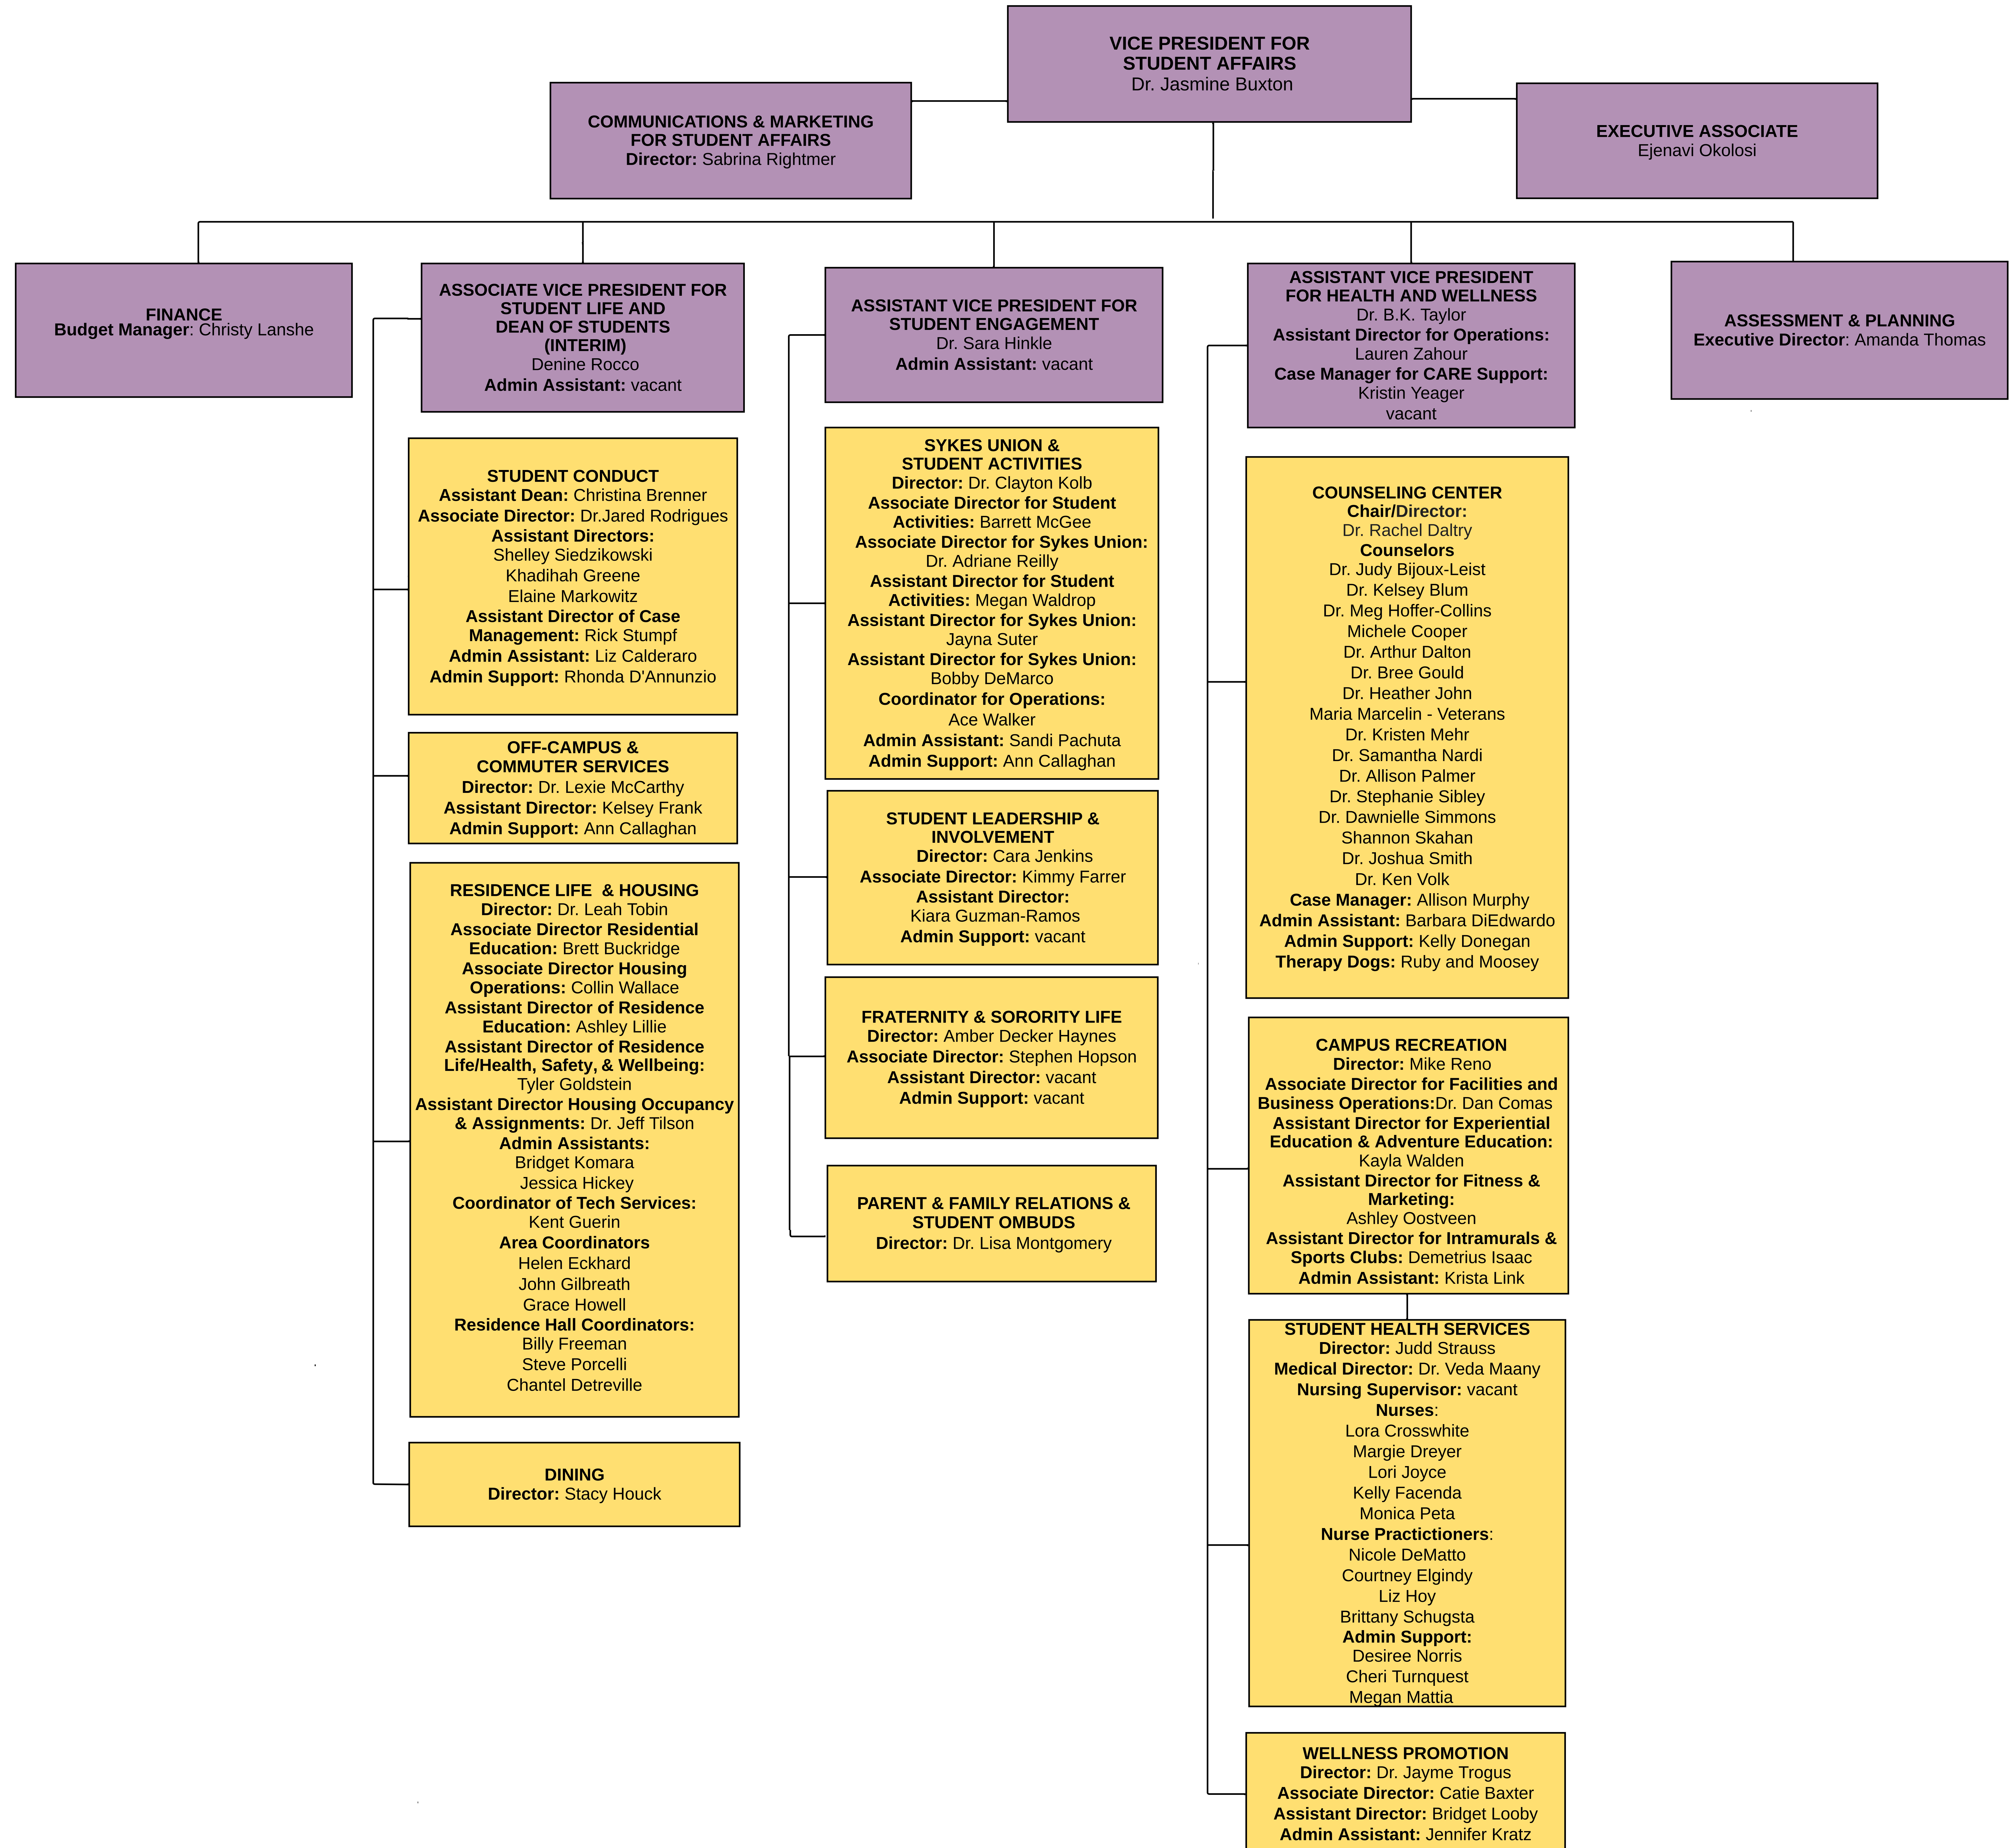 VICE PRESIDENT FOR
STUDENT AFFAIRS
Dr. Jasmine Buxton
COMMUNICATIONS & MARKETING
FOR STUDENT AFFAIRS
Director: Sabrina Rightmer
EXECUTIVE ASSOCIATE
Ejenavi Okolosi
FINANCE
Budget Manager: Christy Lanshe
ASSOCIATE VICE PRESIDENT FOR
STUDENT LIFE AND
DEAN OF STUDENTS
(INTERIM)
Denine Rocco
Admin Assistant: vacant
ASSISTANT VICE PRESIDENT FOR
STUDENT ENGAGEMENT
Dr. Sara Hinkle
Admin Assistant: vacant
ASSISTANT VICE PRESIDENT
FOR HEALTH AND WELLNESS
Dr. B.K. Taylor
Assistant Director for Operations:
Lauren Zahour
Case Manager for CARE Support:
Kristin Yeager
vacant
ASSESSMENT & PLANNING
Executive Director: Amanda Thomas
STUDENT CONDUCT
Assistant Dean: Christina Brenner
Associate Director: Dr.Jared Rodrigues
Assistant Directors:
Shelley Siedzikowski
Khadihah Greene
Elaine Markowitz
Assistant Director of Case
Management: Rick Stumpf
Admin Assistant: Liz Calderaro
Admin Support: Rhonda D'Annunzio
OFF-CAMPUS &
COMMUTER SERVICES
Director: Dr. Lexie McCarthy
Assistant Director: Kelsey Frank
Admin Support: Ann Callaghan
RESIDENCE LIFE & HOUSING
Director: Dr. Leah Tobin
Associate Director Residential
Education: Brett Buckridge
Associate Director Housing
Operations: Collin Wallace
Assistant Director of Residence
Education: Ashley Lillie
Assistant Director of Residence
Life/Health, Safety, & Wellbeing:
Tyler Goldstein
Assistant Director Housing Occupancy
& Assignments: Dr. Jeff Tilson
Admin Assistants:
Bridget Komara
Jessica Hickey
Coordinator of Tech Services:
Kent Guerin
Area Coordinators
Helen Eckhard
John Gilbreath
Grace Howell
Residence Hall Coordinators:
Billy Freeman
Steve Porcelli
Chantel Detreville
DINING
Director: Stacy Houck
SYKES UNION &
STUDENT ACTIVITIES
Director: Dr. Clayton Kolb
Associate Director for Student
Activities: Barrett McGee
Associate Director for Sykes Union:
Dr. Adriane Reilly
Assistant Director for Student
Activities: Megan Waldrop
Assistant Director for Sykes Union:
Jayna Suter
Assistant Director for Sykes Union:
Bobby DeMarco
Coordinator for Operations:
Ace Walker
Admin Assistant: Sandi Pachuta
Admin Support: Ann Callaghan
STUDENT LEADERSHIP &
INVOLVEMENT
Director: Cara Jenkins
Associate Director: Kimmy Farrer
Assistant Director:
Kiara Guzman-Ramos
Admin Support: vacant
FRATERNITY & SORORITY LIFE
Director: Amber Decker Haynes
Associate Director: Stephen Hopson
Assistant Director: vacant
Admin Support: vacant
PARENT & FAMILY RELATIONS &
STUDENT OMBUDS
Director: Dr. Lisa Montgomery
COUNSELING CENTER
Chair/Director:
Dr. Rachel Daltry
Counselors
Dr. Judy Bijoux-Leist
Dr. Kelsey Blum
Dr. Meg Hoffer-Collins
Michele Cooper
Dr. Arthur Dalton
Dr. Bree Gould
Dr. Heather John
Maria Marcelin - Veterans
Dr. Kristen Mehr
Dr. Samantha Nardi
Dr. Allison Palmer
Dr. Stephanie Sibley
Dr. Dawnielle Simmons
Shannon Skahan
Dr. Joshua Smith
Dr. Ken Volk
Case Manager: Allison Murphy
Admin Assistant: Barbara DiEdwardo
Admin Support: Kelly Donegan
Therapy Dogs: Ruby and Moosey
CAMPUS RECREATION
Director: Mike Reno
Associate Director for Facilities and
Business Operations:Dr. Dan Comas
Assistant Director for Experiential
Education & Adventure Education:
Kayla Walden
Assistant Director for Fitness &
Marketing:
Ashley Oostveen
Assistant Director for Intramurals &
Sports Clubs: Demetrius Isaac
Admin Assistant: Krista Link
STUDENT HEALTH SERVICES
Director: Judd Strauss
Medical Director: Dr. Veda Maany
Nursing Supervisor: vacant
Nurses:
Lora Crosswhite
Margie Dreyer
Lori Joyce
Kelly Facenda
Monica Peta
Nurse Practictioners:
Nicole DeMatto
Courtney Elgindy
Liz Hoy
Brittany Schugsta
Admin Support:
Desiree Norris
Cheri Turnquest
Megan Mattia
WELLNESS PROMOTION
Director: Dr. Jayme Trogus
Associate Director: Catie Baxter
Assistant Director: Bridget Looby
Admin Assistant: Jennifer Kratz